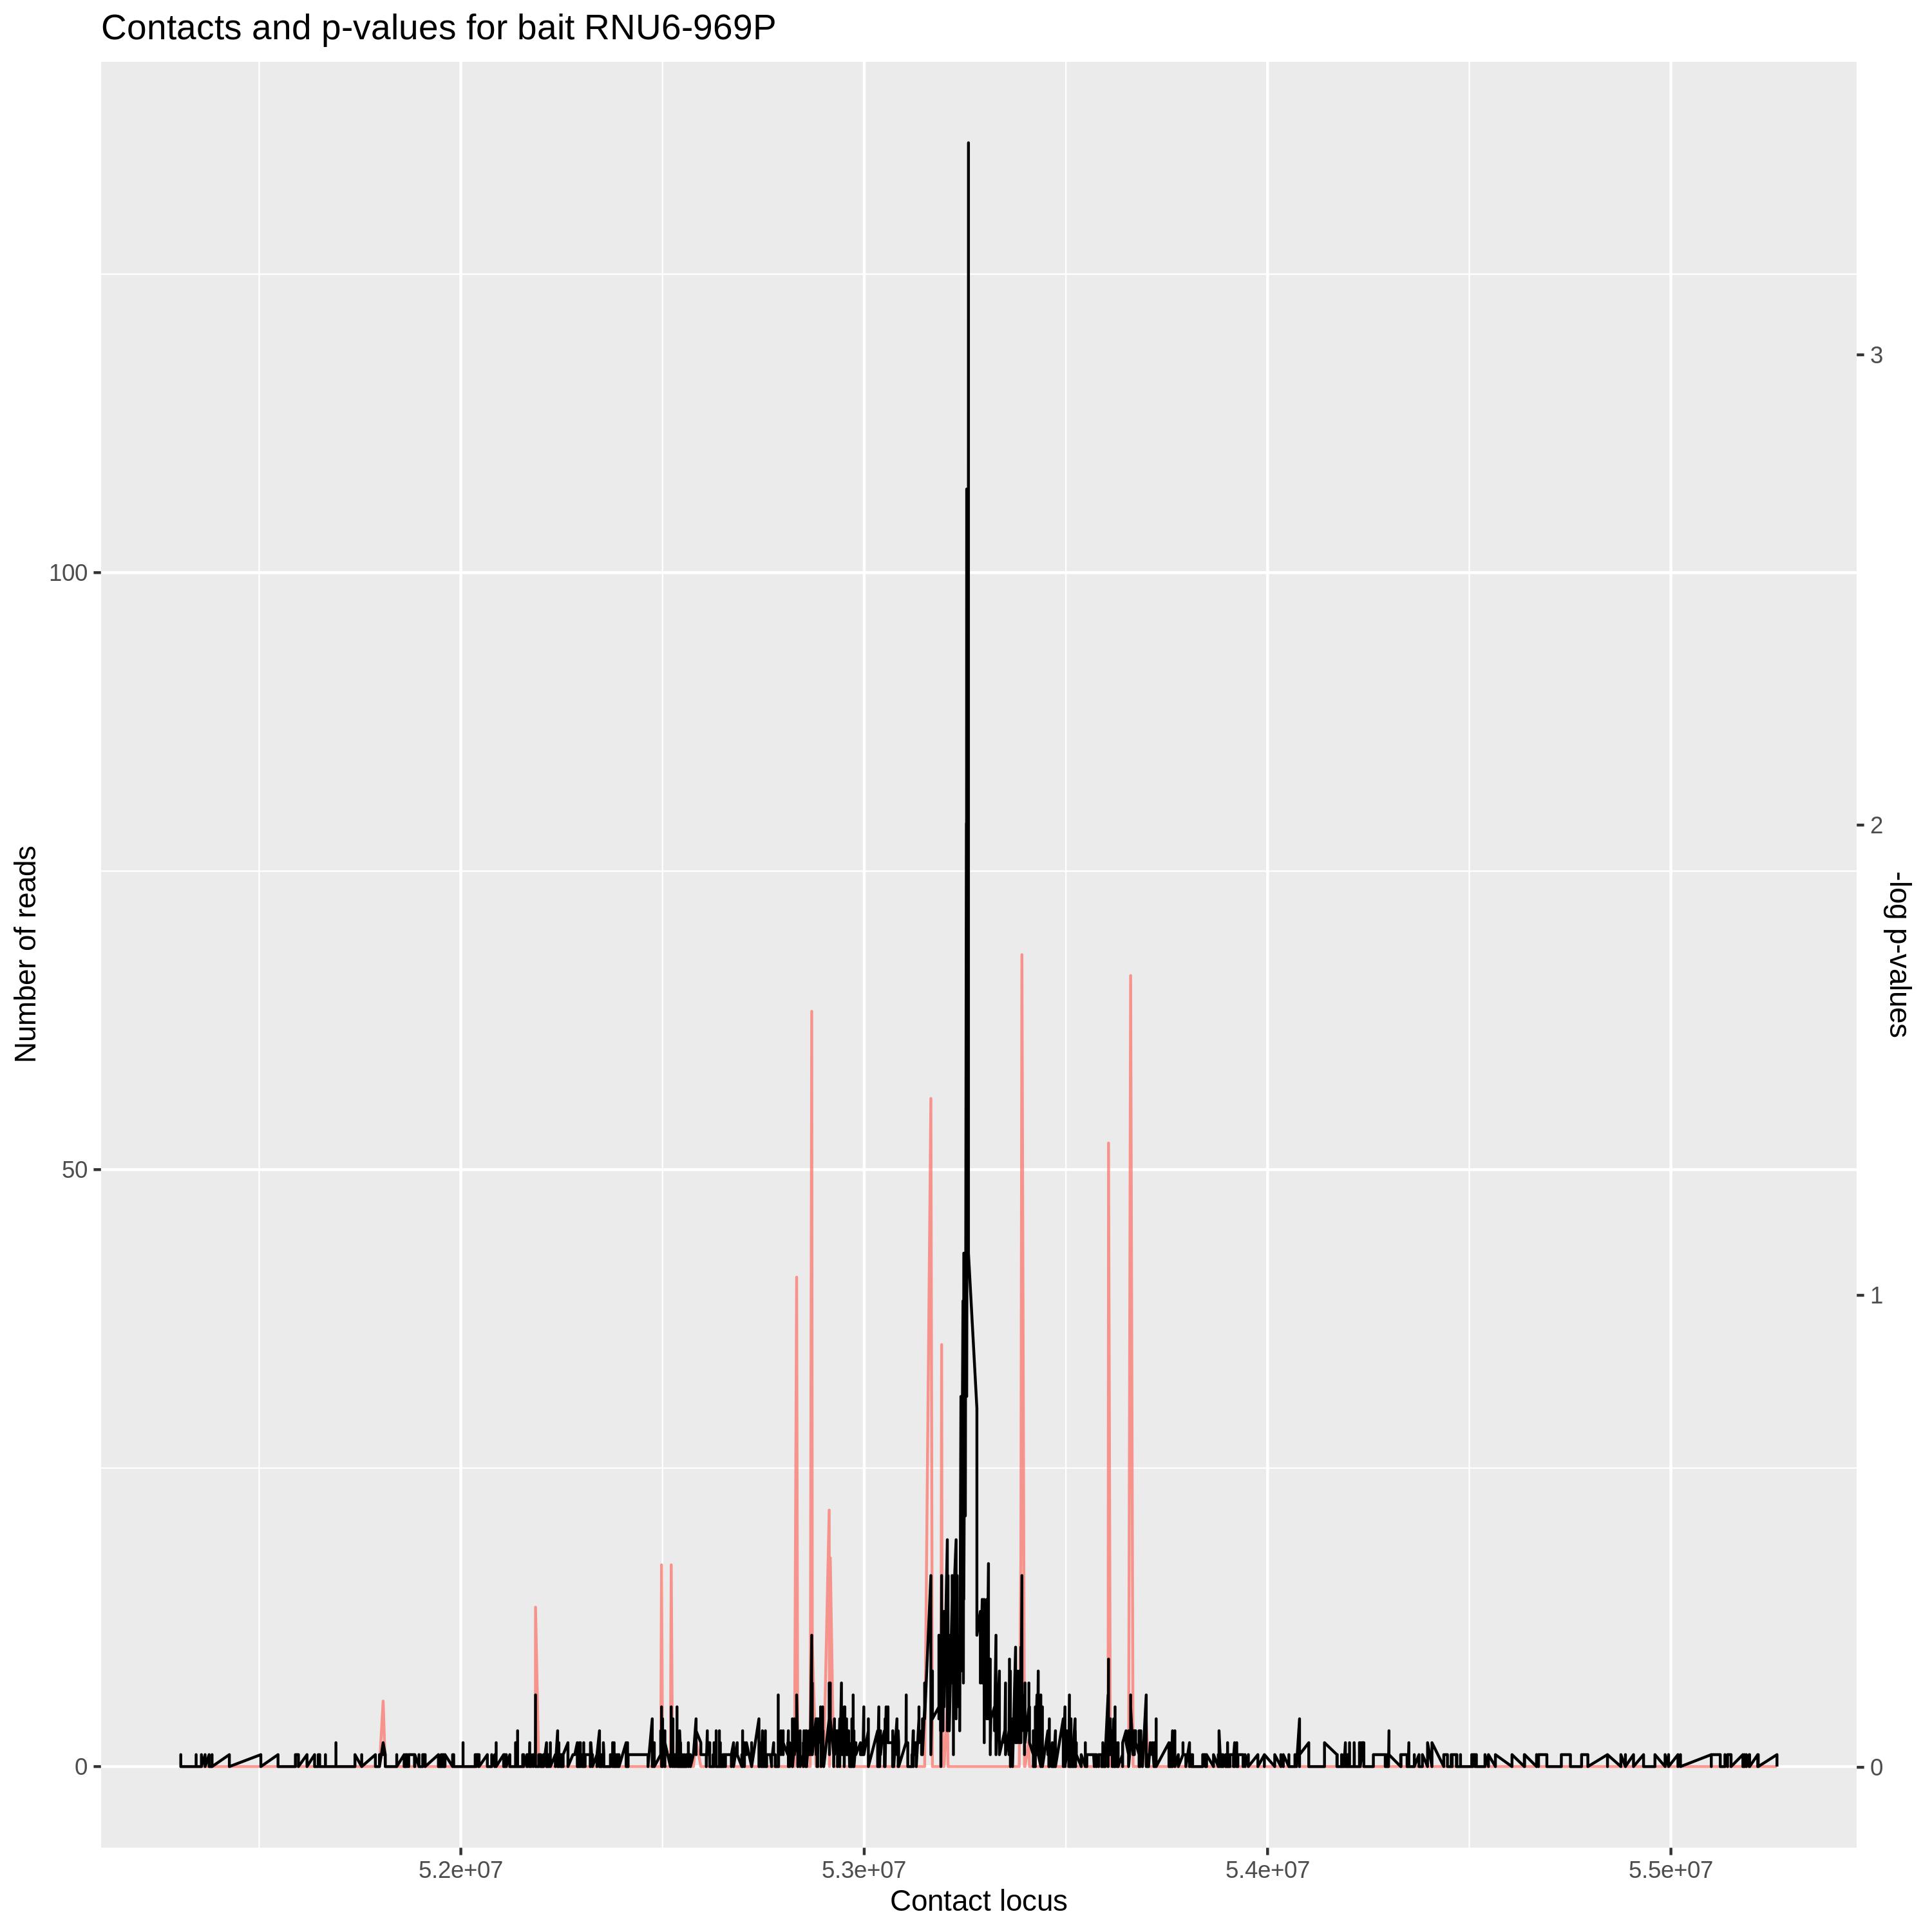 Contacts and p-values for bait RNU6-969P
Number of reads
100
50
0
3
2
1
0
-log p-values
5.2e+07
5.3e+07
5.4e+07
5.5e+07
Contact locus